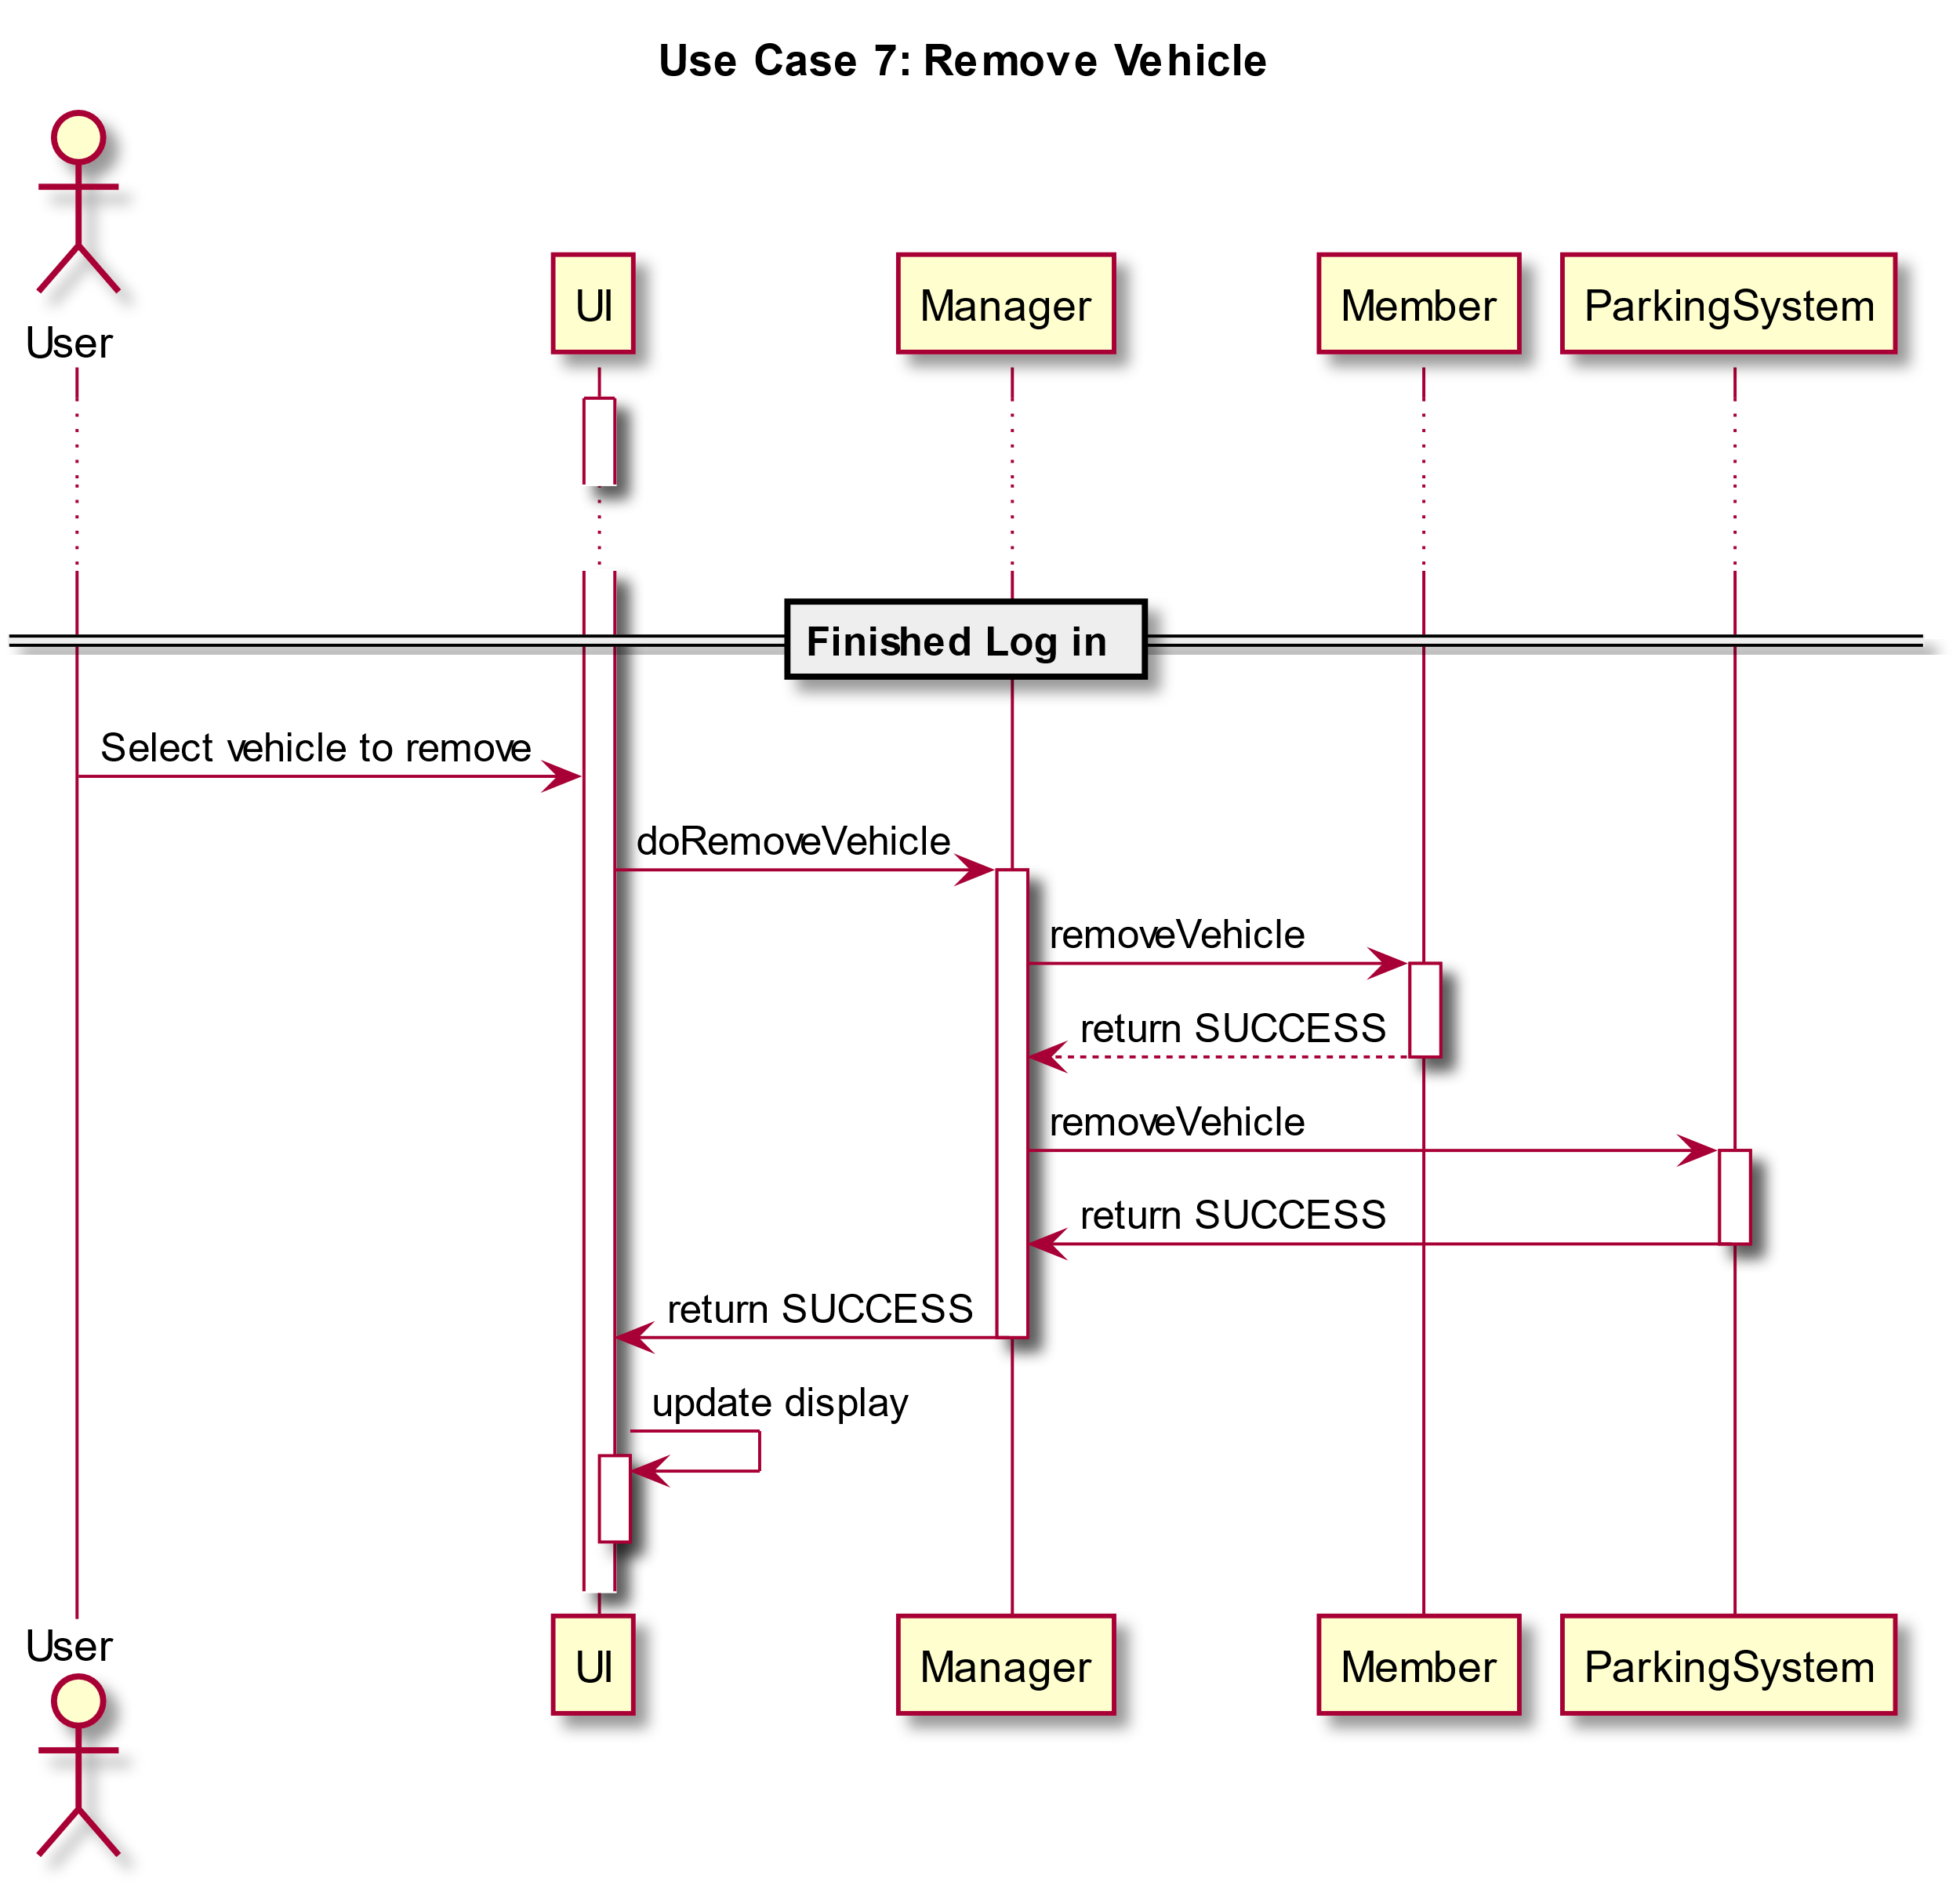 Use Case 7: Remove Vehicle
User
UI
Manager
Member
ParkingSystem
Finished Log in
Select vehicle to remove
doRemoveVehicle
removeVehicle
return SUCCESS
removeVehicle
return SUCCESS
return SUCCESS
update display
User
UI
Manager
Member
ParkingSystem